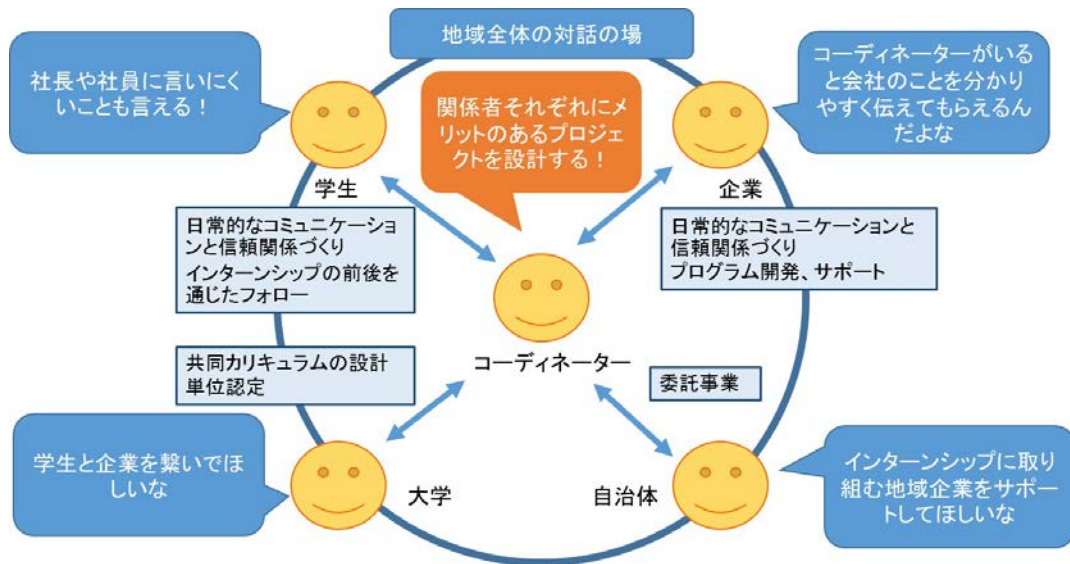 地域全体の対話の場
社長や社員に言いにく
いことも言える！
関係者それぞれにメ
リットのあるプロジェ
クトを設計する！
コーディネーターがいる
と会社のことを分かり
やすく伝えてもらえるん
だよな
学生
企業
日常的なコミュニケーショ
ンと信頼関係づくり
インターンシップの前後を
通じたフォロー
日常的なコミュニケーションと
信頼関係づくり
プログラム開発、サポート
コーディネーター
共同カリキュラムの設計
単位認定
委託事業
学生と企業を繋いでほ
しいな
大学
自治体
インターンシップに取り
組む地域企業をサポー
トしてほしいな